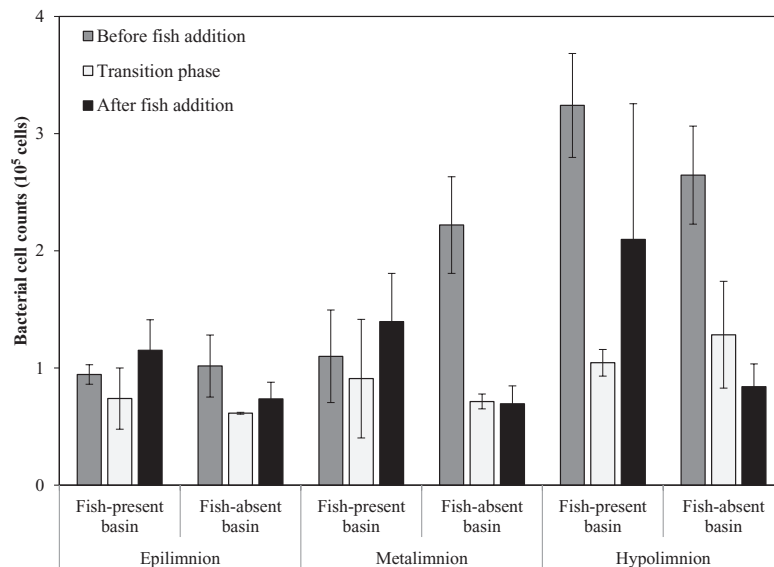 4
3
2
1
0
Bacterial cell counts (10⁵ cells)
Before fish addition
Transition phase
After fish addition
Fish-present basin
Fish-absent basin
Fish-present basin
Fish-absent basin
Fish-present basin
Fish-absent basin
Epilimnion
Metalimnion
Hypolimnion